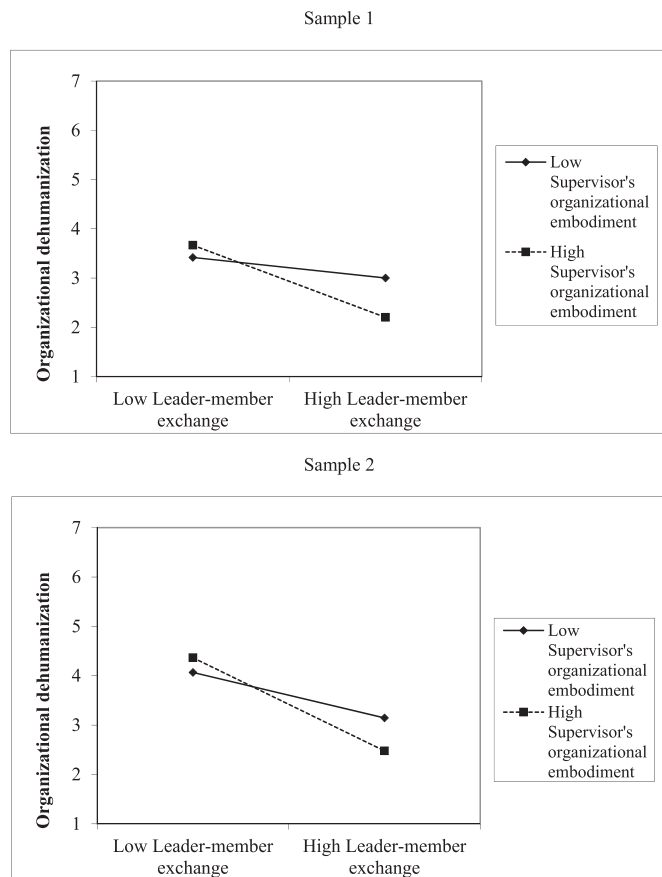 Sample 1
7
6
5
4
3
2
1
Organizational dehumanization
Low Leader-member
exchange
High Leader-member
exchange
Low
Supervisor's
organizational
embodiment
High
Supervisor's
organizational
embodiment
Sample 2
7
6
5
4
3
2
1
Organizational dehumanization
Low Leader-member
exchange
High Leader-member
exchange
Low
Supervisor's
organizational
embodiment
High
Supervisor's
organizational
embodiment